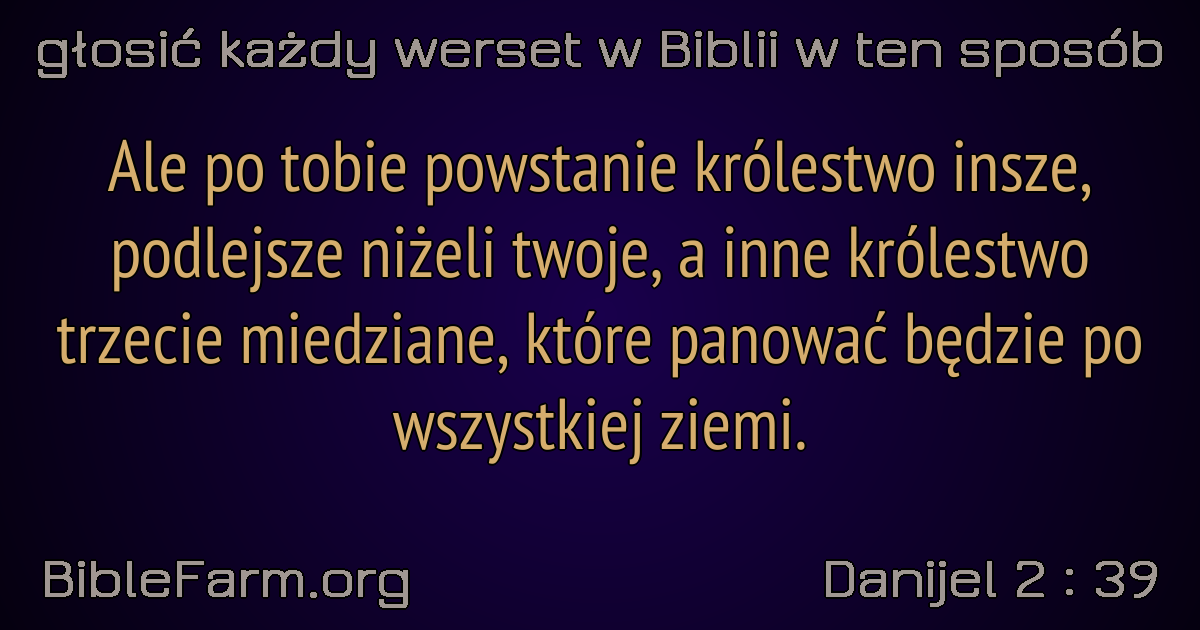 głosić każdy werset w Biblii w ten sposób
Ale po tobie powstanie królestwo insze,
podlejsze niżeli twoje, a inne królestwo
trzecie miedziane, które panować będzie po
wszystkiej ziemi.
BibleFarm.org
Danijel 2 : 39